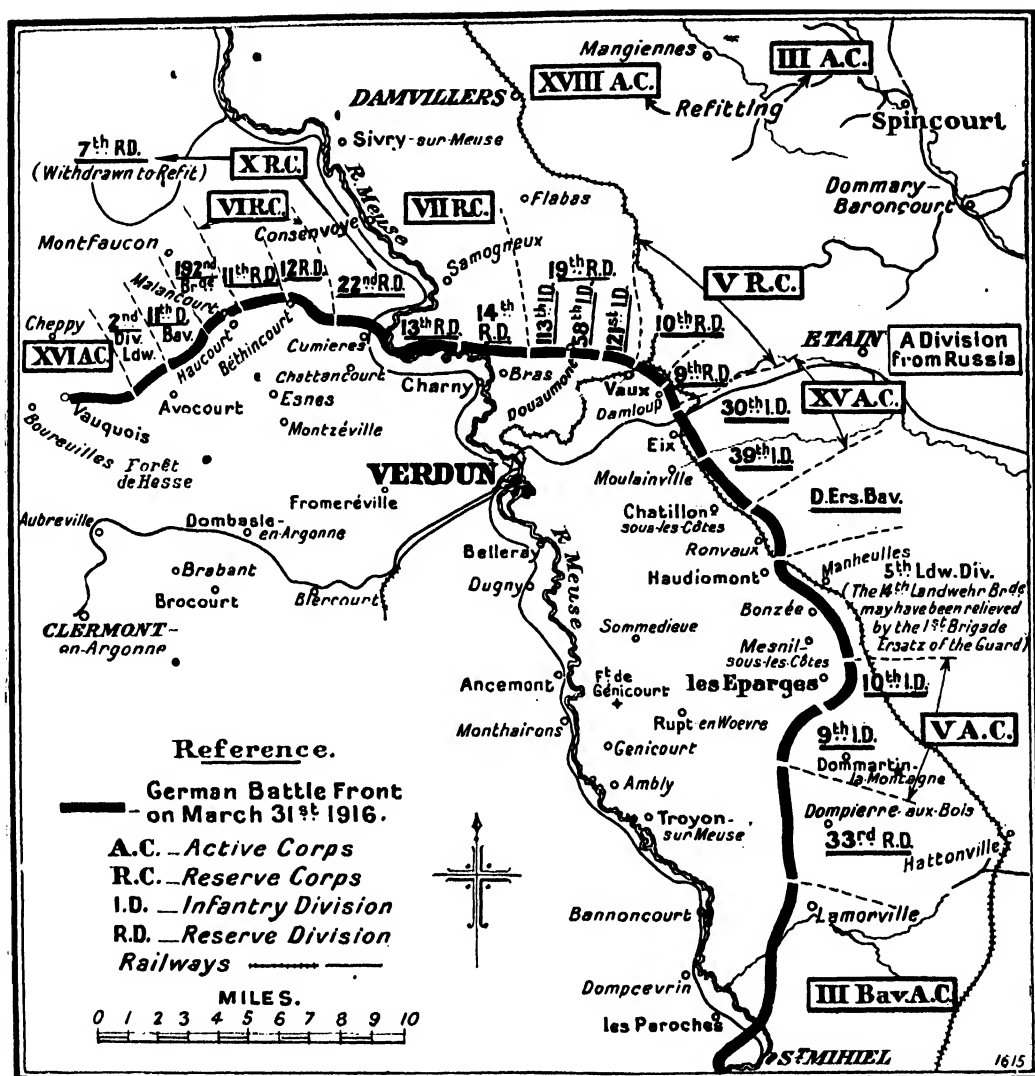 Mangiennes
III A.C.
XVIII A.C.
Refitting
DAMVILLERS
Spincourt
Sivry-sur-Meuse
7th R.D.
(Withdrawn to Refit)
X R.C.
R. Meuse
Dommary-
Baroncourt
VI R.C.
VII R.C.
Flabas
Consenvoye
Montfaucon
Samogneux
V R.C.
192nd
Brde
11th R.D.
12 R.D.
22nd R.D.
19th R.D.
Malancourt
113th I.D.
58th I.D.
121st I.D.
10th R.D.
ETAIN
A Division
from Russia
Cheppy
2nd
Div.
Ldw.
11th D.
Bav.
13th R.D.
14th
R.D.
XVI A.C.
Haucourt
Béthincourt
Cumieres
9th R.D.
Chattancourt
Charny
Bras
Douaumont
Vaux
Damloup
XV A.C.
30th I.D.
Vauquois
Avocourt
Esnes
Boureuilles
Montzéville
Eix
39th I.D.
Forêt
de Hesse
VERDUN
Moulainville
Fromeréville
D. Ers. Bav.
Chatillon
sous-les-Côtes
Aubreville
Dombasle-
en-Argonne
Ronvaux
Belleray
R. Meuse
Manheulles
Brabant
Dugny
Haudiomont
5th Ldw. Div.
(The 14th Landwehr Brde
may have been relieved
by the 1st Brigade
Ersatz of the Guard)
Brocourt
Blercourt
Bonzée
CLERMONT-
en-Argonne
Sommedieue
Mesnil-
sous-les-Côtes
Ancemont
Ft de
Génicourt
les Eparges
10th I.D.
Monthairons
Rupt en Woevre
V A.C.
Genicourt
9th I.D.
Dommartin-
la-Montagne
Ambly
Dompierre-aux-Bois
Troyon-
sur Meuse
33rd R.D.
Hattonville
Bannoncourt
Lamorville
Dompcevrin
III Bav. A.C.
les Paroches
ST MIHIEL
Reference.
German Battle Front
on March 31st 1916.
A.C. _ Active Corps
R.C. _ Reserve Corps
I.D. _ Infantry Division
R.D. _ Reserve Division
Railways
MILES.
0 1 2 3 4 5 6 7 8 9 10
1615